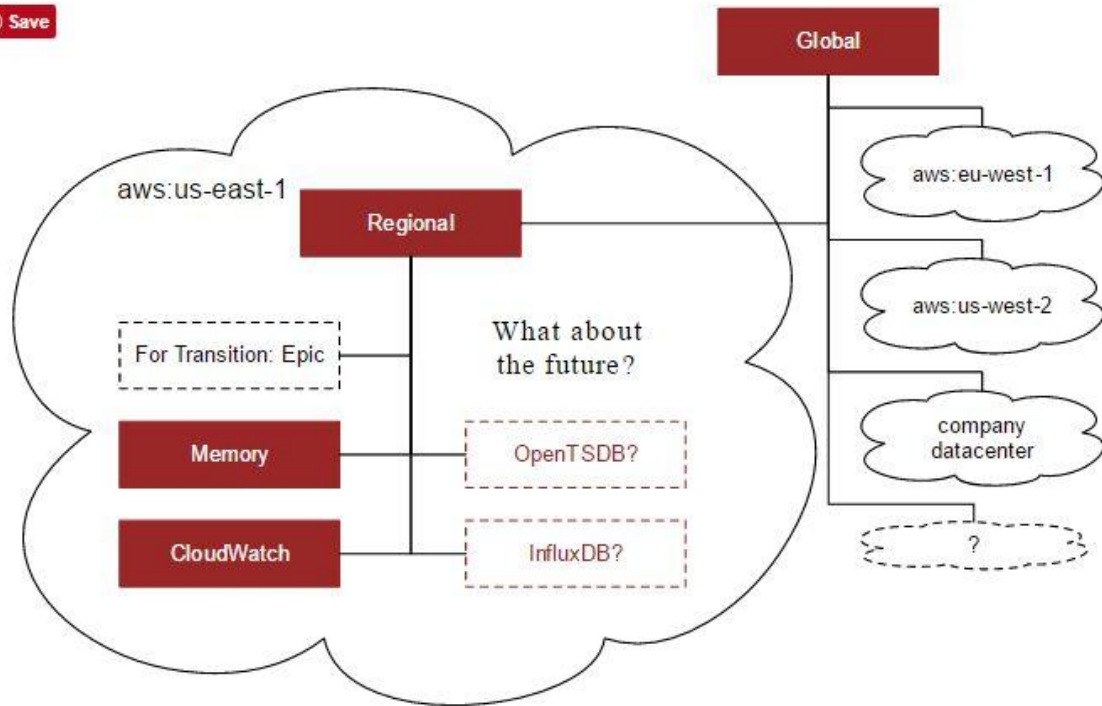 Save
Global
aws:eu-west-1
aws:us-east-1
Regional
aws:us-west-2
What about
the future?
For Transition: Epic
company
datacenter
Memory
OpenTSDB?
CloudWatch
InfluxDB?
?